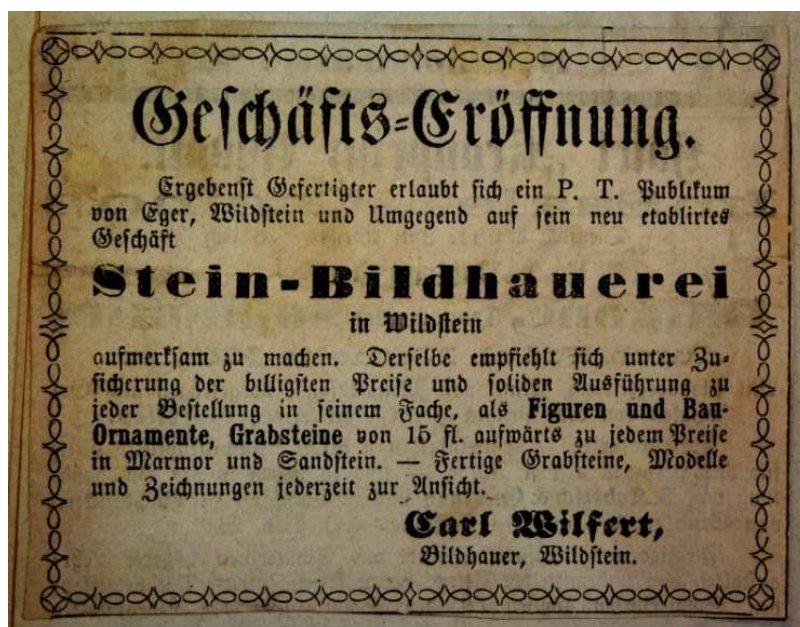 Geschäfts-Eröffnung.
Ergebenst Gefertigter erlaubt sich ein P. T. Publikum
von Eger, Wildstein und Umgegend auf sein neu etablirtes
Geschäft
Stein-Bildhauerei
in Wildstein
aufmerksam zu machen. Derselbe empfiehlt sich unter Zu-
sicherung der billigsten Preise und soliden Ausführung zu
jeder Bestellung in seinem Fache, als Figuren und Bau-
Ornamente, Grabsteine von 15 fl. aufwärts zu jedem Preise
in Marmor und Sandstein. — Fertige Grabsteine, Modelle
und Zeichnungen jederzeit zur Ansicht.
Carl Wilfert,
Bildhauer, Wildstein.